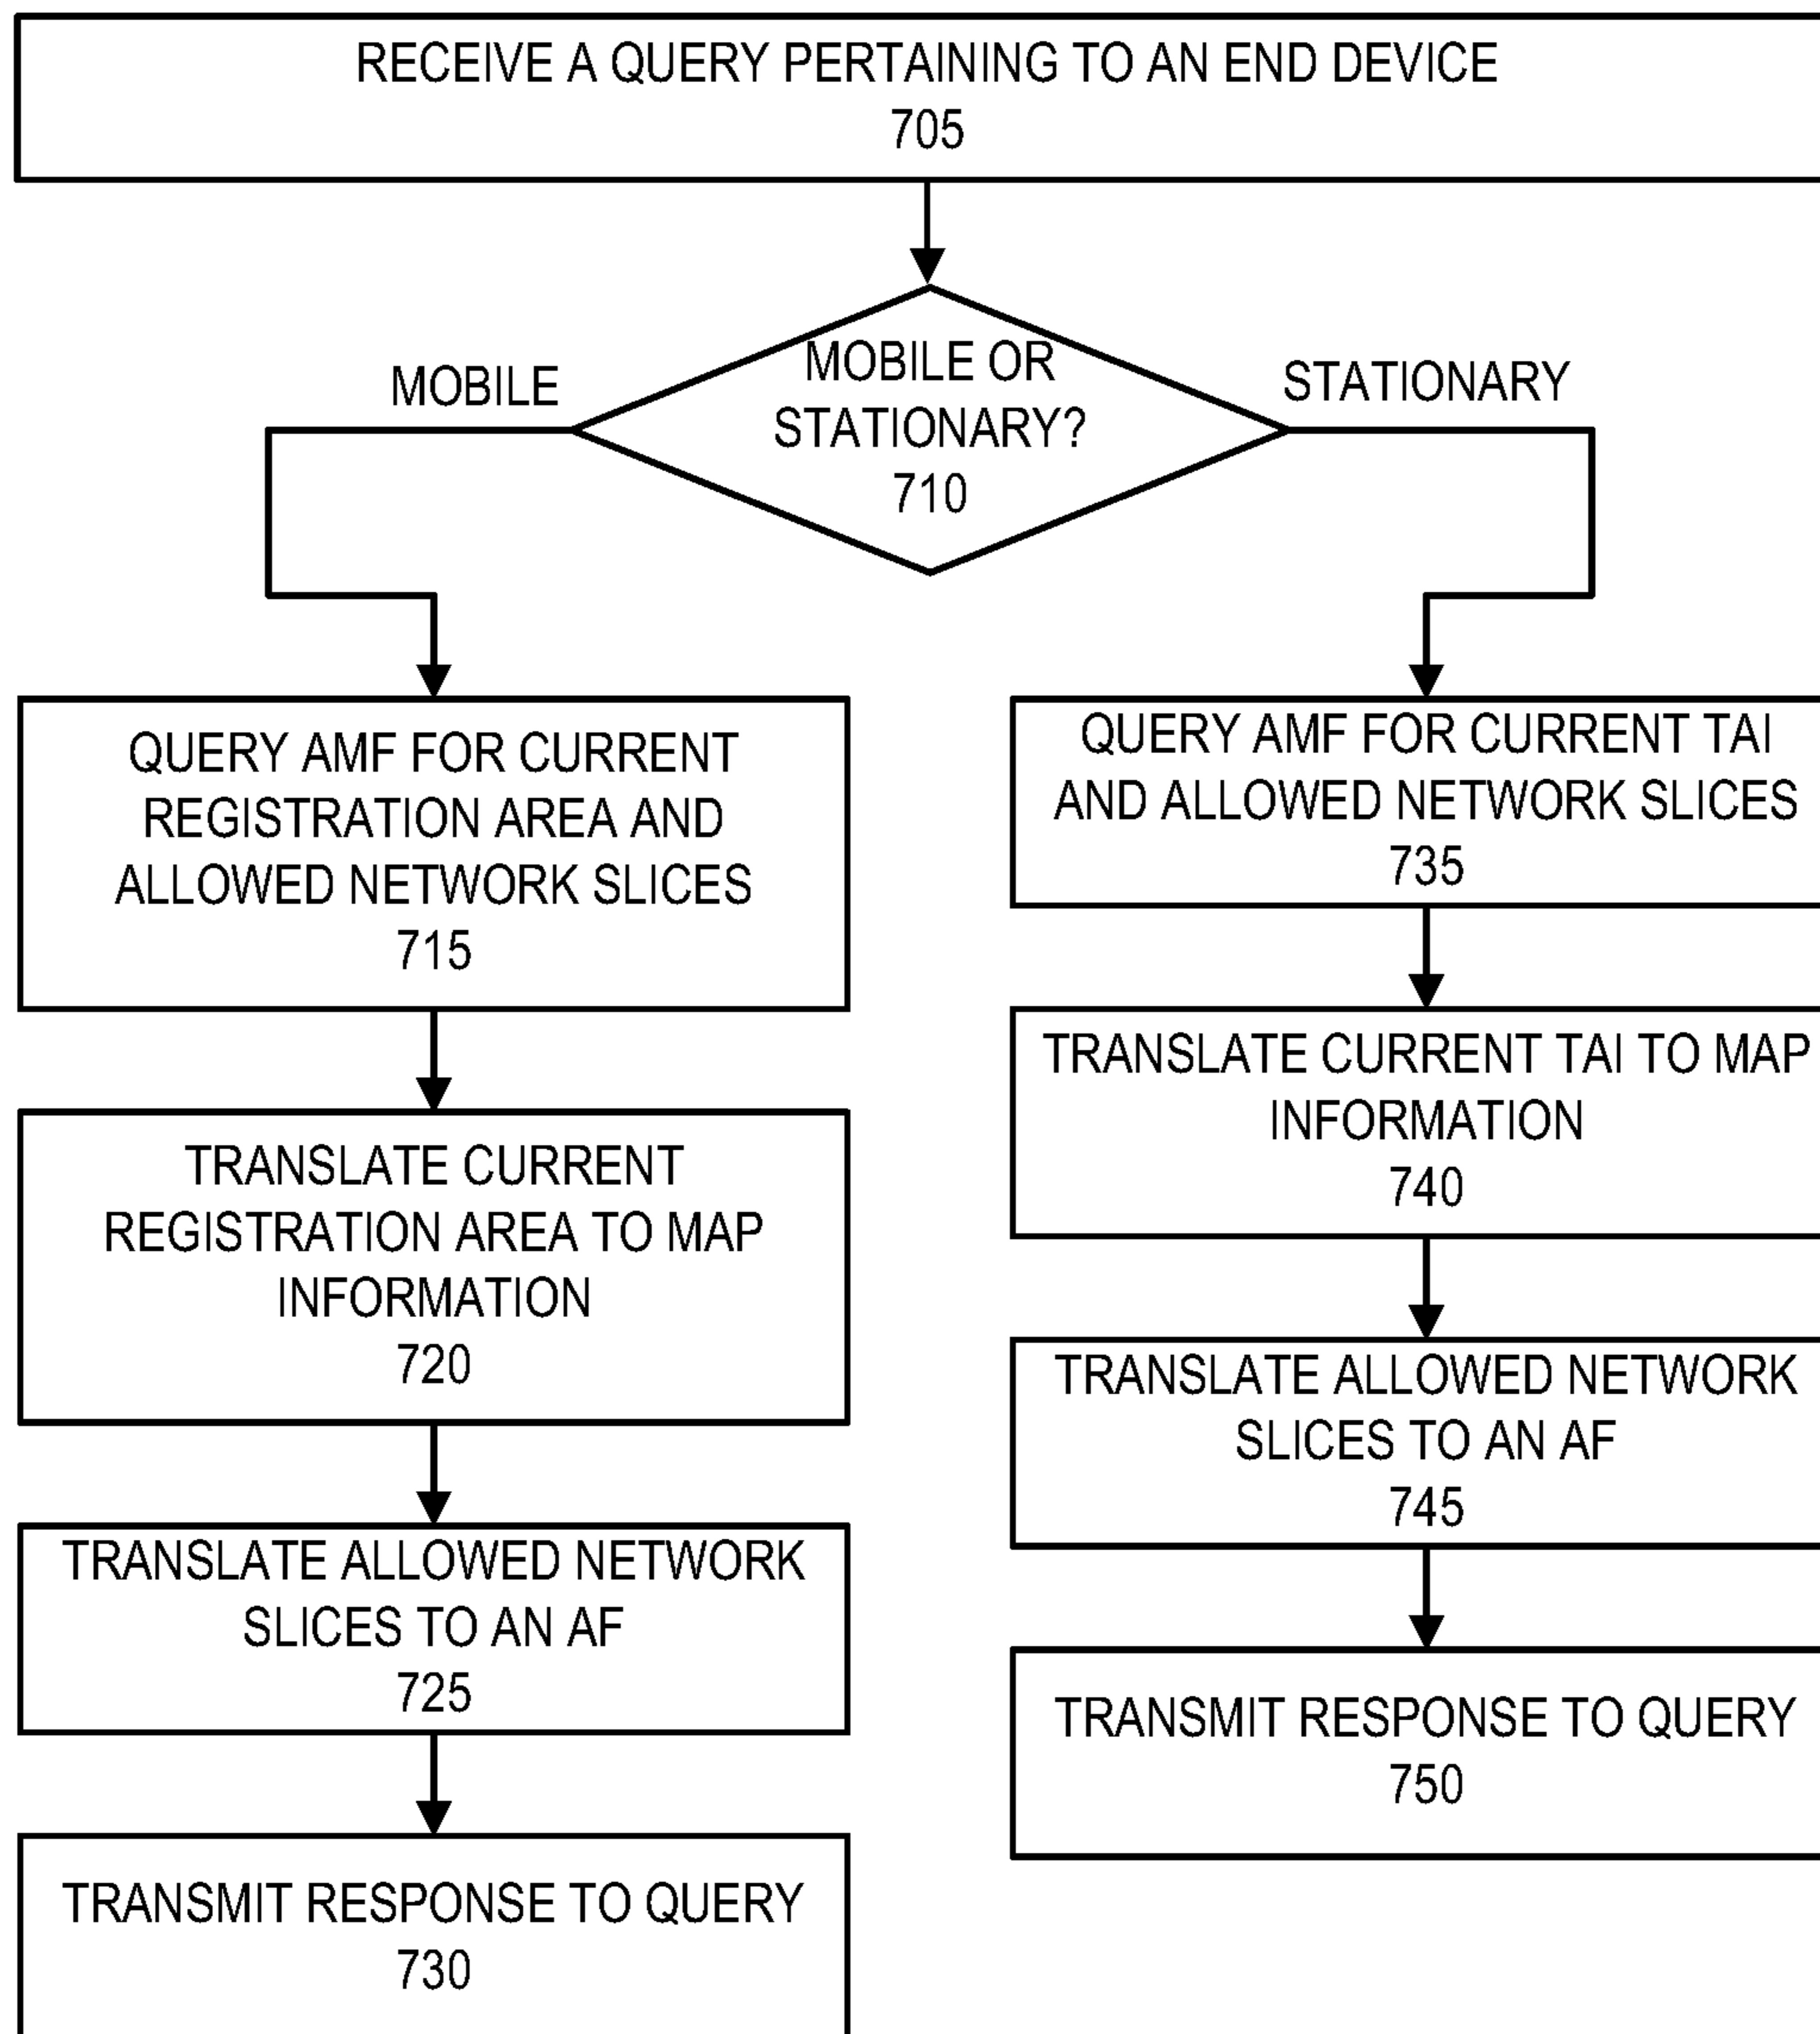 RECEIVE A QUERY PERTAINING TO AN END DEVICE
705
MOBILE OR
STATIONARY?
710
MOBILE
STATIONARY
QUERY AMF FOR CURRENT
REGISTRATION AREA AND
ALLOWED NETWORK SLICES
715
TRANSLATE CURRENT
REGISTRATION AREA TO MAP
INFORMATION
720
TRANSLATE ALLOWED NETWORK
SLICES TO AN AF
725
TRANSMIT RESPONSE TO QUERY
730
QUERY AMF FOR CURRENT TAI
AND ALLOWED NETWORK SLICES
735
TRANSLATE CURRENT TAI TO MAP
INFORMATION
740
TRANSLATE ALLOWED NETWORK
SLICES TO AN AF
745
TRANSMIT RESPONSE TO QUERY
750